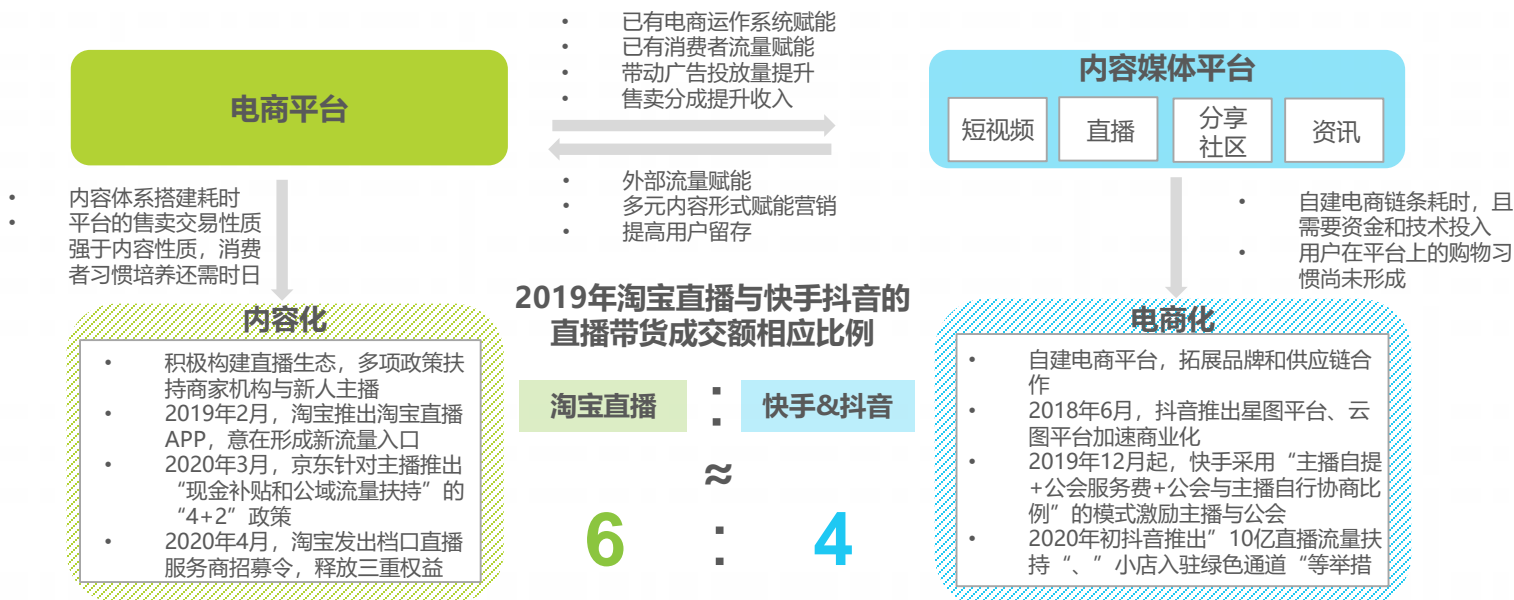 • 已有电商运作系统赋能
• 已有消费者流量赋能
• 带动广告投放量提升
• 售卖分成提升收入
电商平台
内容媒体平台
短视频
直播
分享
社区
资讯
• 外部流量赋能
• 多元内容形式赋能营销
• 提高用户留存
• 内容体系搭建耗时
• 平台的售卖交易性质
强于内容性质，消费
者习惯培养还需时日
• 自建电商链条耗时，且
需要资金和技术投入
• 用户在平台上的购物习
惯尚未形成
内容化
• 积极构建直播生态，多项政策扶
持商家机构与新人主播
• 2019年2月，淘宝推出淘宝直播
APP，意在形成新流量入口
• 2020年3月，京东针对主播推出
“现金补贴和公域流量扶持”的
“4+2”政策
• 2020年4月，淘宝发出档口直播
服务商招募令，释放三重权益
2019年淘宝直播与快手抖音的
直播带货成交额相应比例
淘宝直播 : 快手&抖音
≈
6 : 4
电商化
• 自建电商平台，拓展品牌和供应链合
作
• 2018年6月，抖音推出星图平台、云
图平台加速商业化
• 2019年12月起，快手采用“主播自提
+公会服务费+公会与主播自行协商比
例”的模式激励主播与公会
• 2020年初抖音推出”10亿直播流量扶
持“、”小店入驻绿色通道“等举措